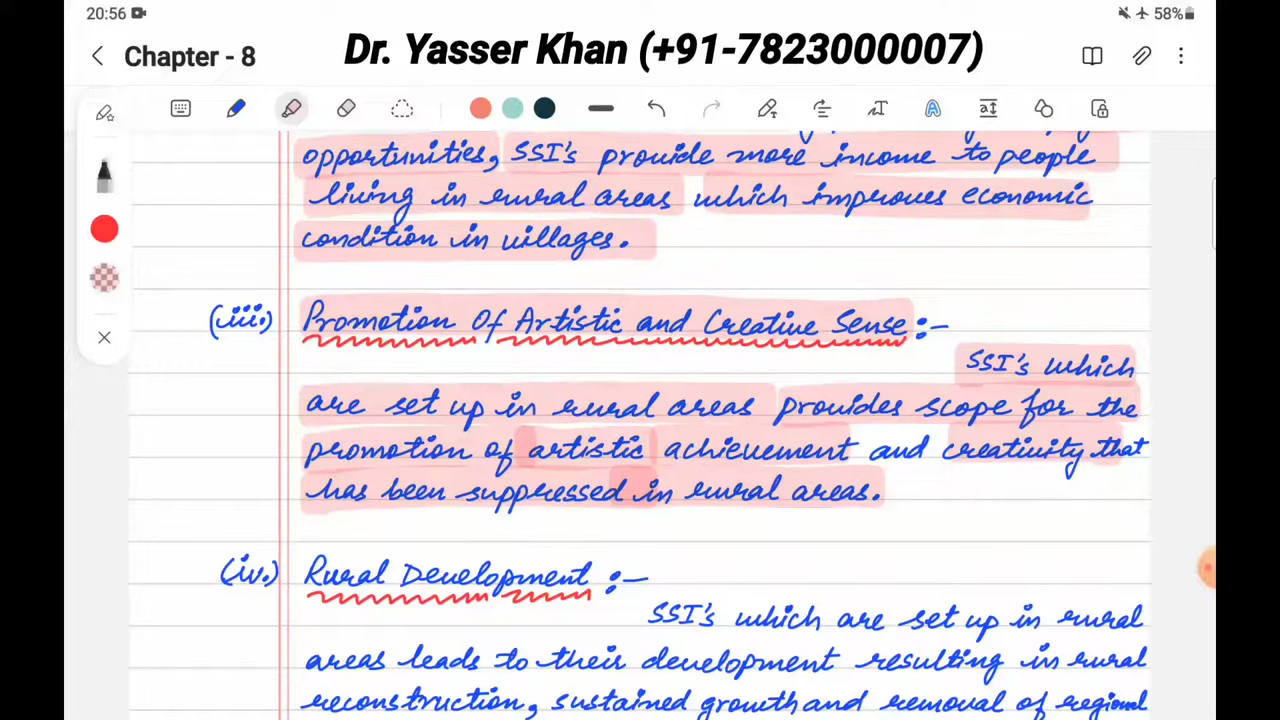 20:56
58%
Chapter - 8
Dr. Yasser Khan (+91-7823000007)
opportunities, SSI's provide more income to people
living in rural areas which improves economic
condition in villages.
(iii.) Promotion Of Artistic and Creative Sense :-
SSI's which
are set up in rural areas provides scope for the
promotion of artistic achievement and creativity that
has been suppressed in rural areas.
(iv.) Rural Development :-
SSI's which are set up in rural
areas leads to their development resulting in rural
reconstruction, sustained growth and removal of regional